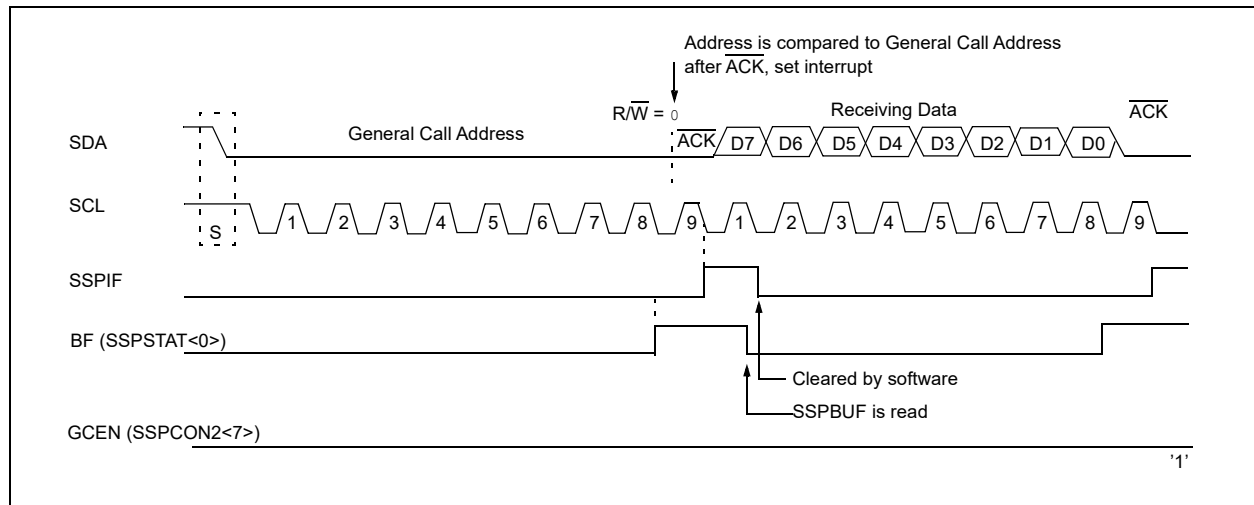 Address is compared to General Call Address
after ACK, set interrupt
R/W = 0
Receiving Data
ACK
General Call Address
SDA
ACK
D7 D6 D5 D4 D3 D2 D1 D0
SCL
S
1 2 3 4 5 6 7 8 9 1 2 3 4 5 6 7 8 9
SSPIF
BF (SSPSTAT<0>)
Cleared by software
SSPBUF is read
GCEN (SSPCON2<7>)
’1’